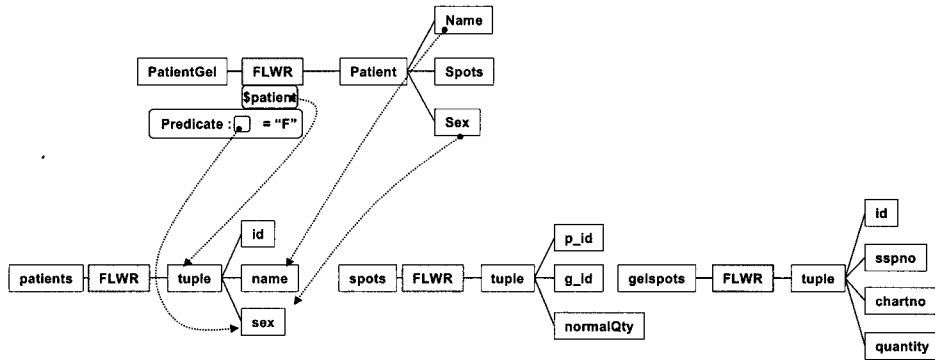 Name
PatientGel FLWR Patient Spots
$patient
Predicate : = “F” Sex
id
p_id
id
sspno
patients FLWR tuple name spots FLWR tuple g_id gelspots FLWR tuple
chartno
sex
normalQty
quantity